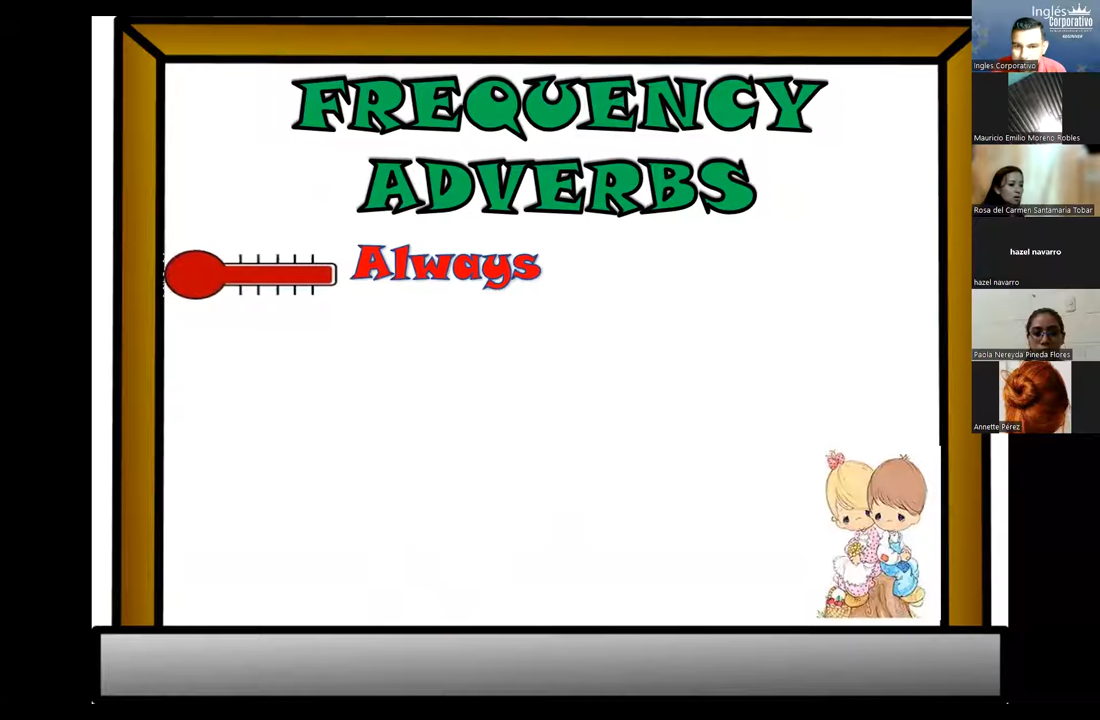 FREQUENCY
ADVERBS
Always
Inglés
Corporativo
BEGINNER
Ingles Corporativo
Mauricio Emilio Moreno Robles
Rosa del Carmen Santamaria Tobar
hazel navarro
hazel navarro
Paola Nereyda Pineda Flores
Annette Pérez